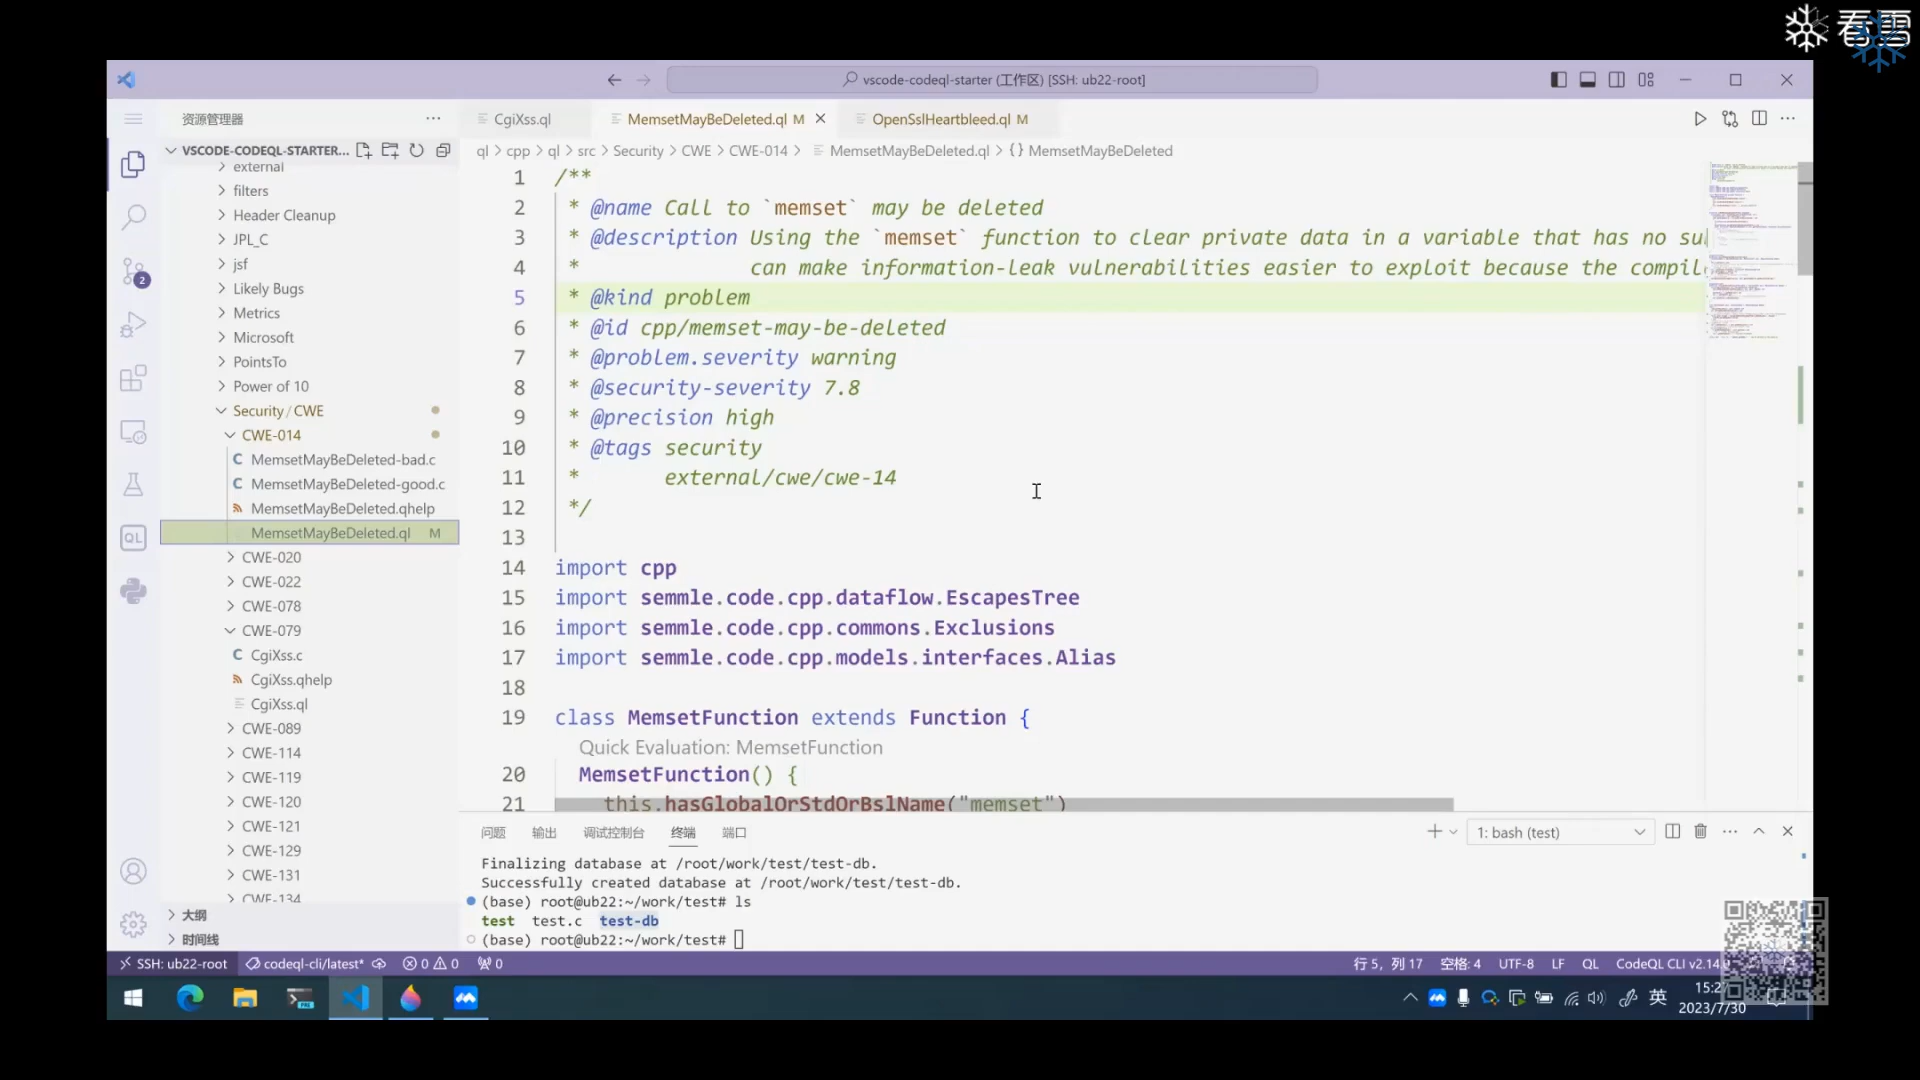 看雪
vscode-codeql-starter (工作区) [SSH: ub22-root]
资源管理器
CgiXss.ql
MemsetMayBeDeleted.ql M
OpenSslHeartbleed.ql M
VSCODE-CODEQL-STARTER...
ql > cpp > ql > src > Security > CWE > CWE-014 > MemsetMayBeDeleted.ql > {} MemsetMayBeDeleted
external
filters
Header Cleanup
JPL_C
jsf
Likely Bugs
Metrics
Microsoft
PointsTo
Power of 10
Security / CWE
CWE-014
C MemsetMayBeDeleted-bad.c
C MemsetMayBeDeleted-good.c
MemsetMayBeDeleted.qhelp
MemsetMayBeDeleted.ql M
CWE-020
CWE-022
CWE-078
CWE-079
C CgiXss.c
CgiXss.qhelp
CgiXss.ql
CWE-089
CWE-114
CWE-119
CWE-120
CWE-121
CWE-129
CWE-131
CWE-134
大纲
时间线
2
QL
1 /**
2 * @name Call to `memset` may be deleted
3 * @description Using the `memset` function to clear private data in a variable that has no su
4 * can make information-leak vulnerabilities easier to exploit because the compil
5 * @kind problem
6 * @id cpp/memset-may-be-deleted
7 * @problem.severity warning
8 * @security-severity 7.8
9 * @precision high
10 * @tags security
11 * external/cwe/cwe-14
12 */
13
14 import cpp
15 import semmle.code.cpp.dataflow.EscapesTree
16 import semmle.code.cpp.commons.Exclusions
17 import semmle.code.cpp.models.interfaces.Alias
18
19 class MemsetFunction extends Function {
Quick Evaluation: MemsetFunction
20 MemsetFunction() {
21 this.hasGlobalOrStdOrBslName("memset")
问题 输出 调试控制台 终端 端口
1: bash (test)
Finalizing database at /root/work/test/test-db.
Successfully created database at /root/work/test/test-db.
(base) root@ub22:~/work/test# ls
test test.c test-db
(base) root@ub22:~/work/test#
SSH: ub22-root codeql-cli/latest* 0 0 0
行 5，列 17 空格: 4 UTF-8 LF QL CodeQL CLI v2.14.
英
15:27
2023/7/30